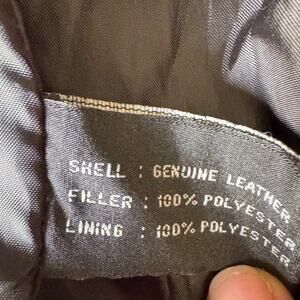 SHELL : GENUINE LEATHER
FILLER : 100% POLYESTER
LINING : 100% POLYESTER